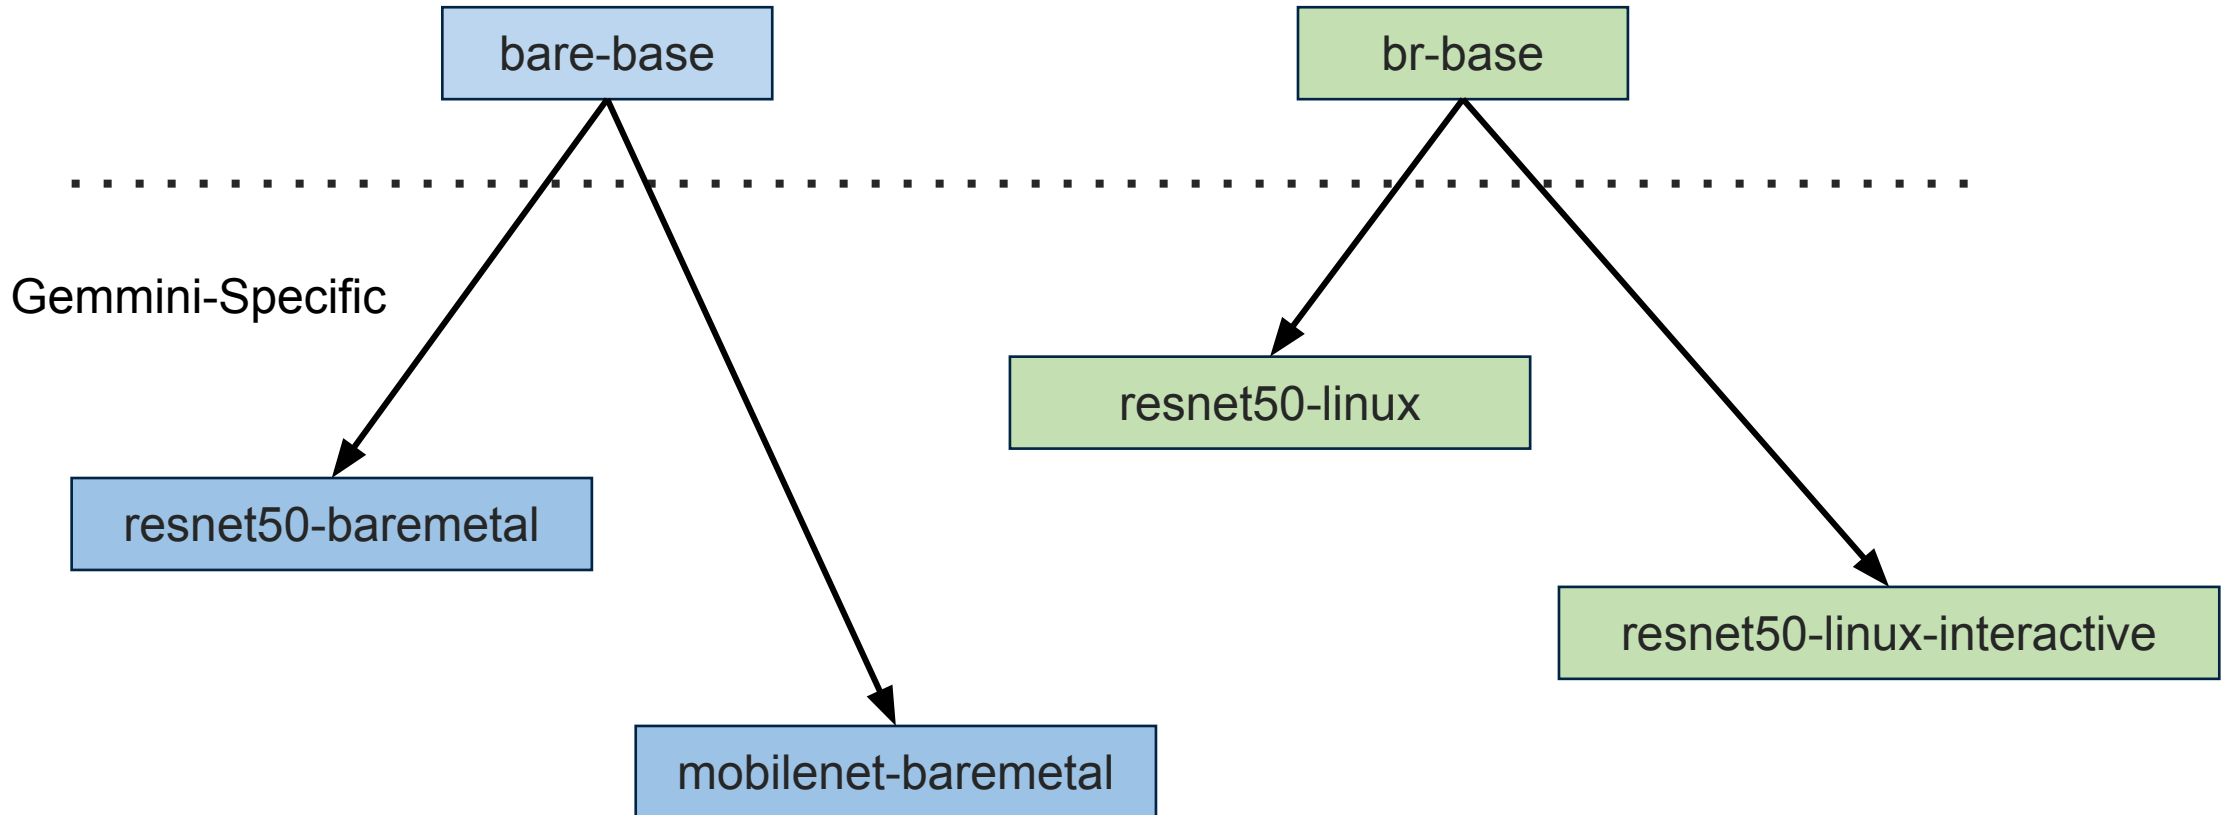 bare-base
br-base
Gemmini-Specific
resnet50-linux
resnet50-baremetal
resnet50-linux-interactive
mobilenet-baremetal